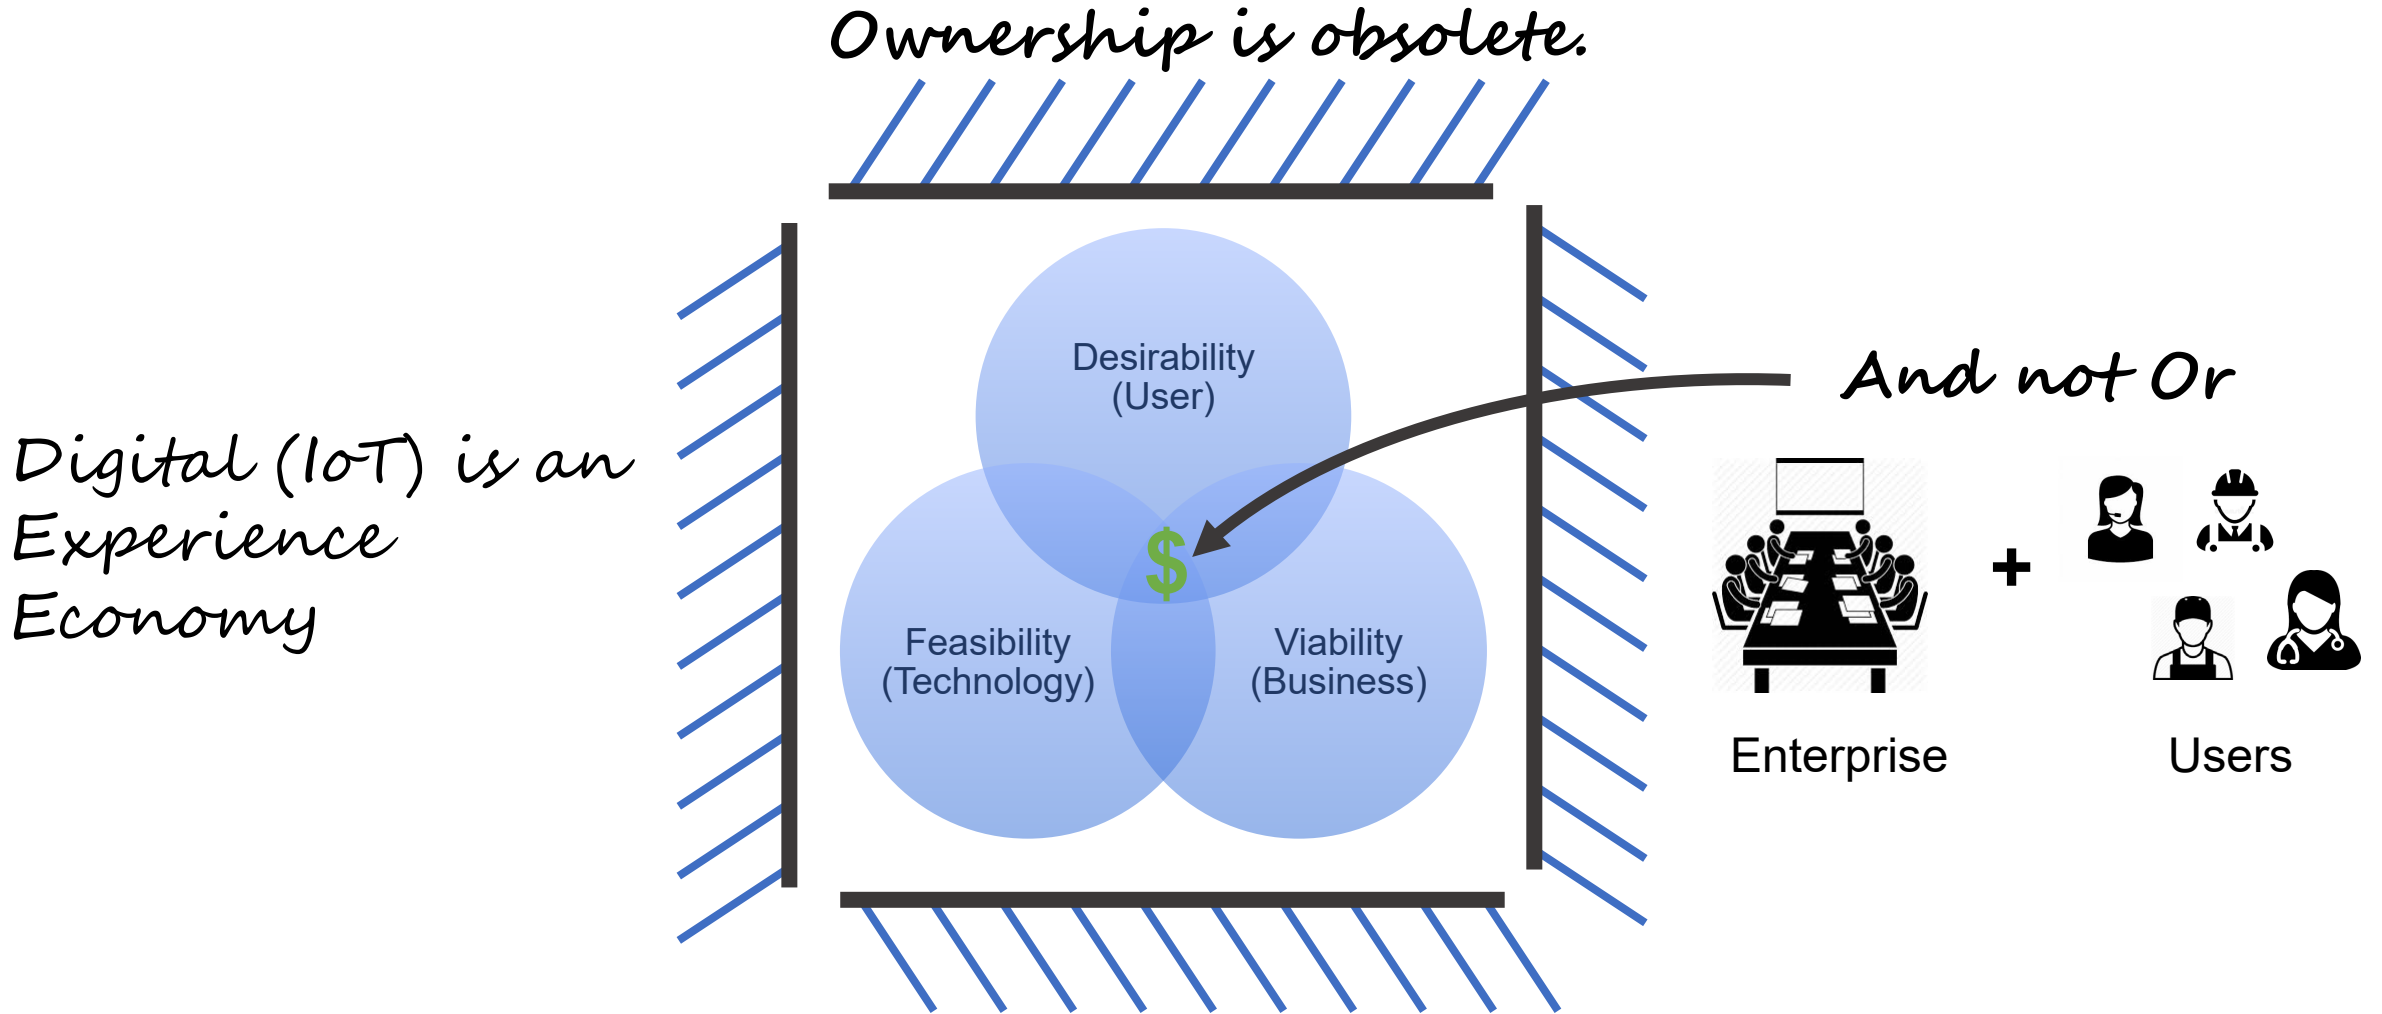 Ownership is obsolete.
Desirability
(User)
And not Or
Digital (IoT) is an
Experience
Economy
$
+
Feasibility
(Technology)
Viability
(Business)
Enterprise
Users